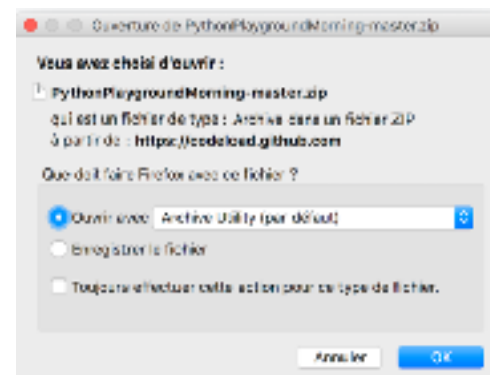 Ouverture de PythonPlaygroundMorning-master.zip
Vous avez choisi d'ouvrir :
PythonPlaygroundMorning-master.zip
qui est un fichier de type : Archive dans un fichier ZIP
à partir de : https://codeload.github.com
Que doit faire Firefox avec ce fichier ?
Ouvrir avec Archive Utility (par défaut)
Enregistrer le fichier
Toujours effectuer cette action pour ce type de fichier.
Annuler OK